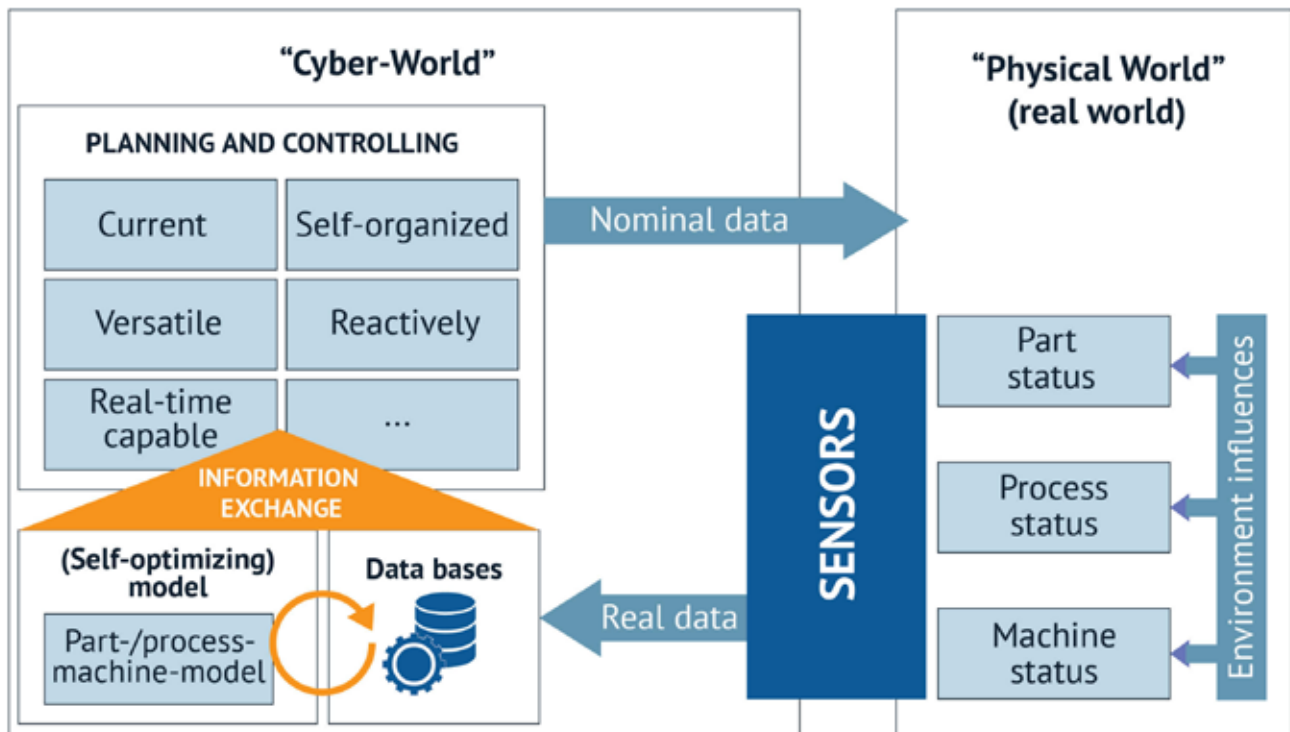 “Cyber-World”
PLANNING AND CONTROLLING
Current
Self-organized
Versatile
Reactively
Real-time
capable
...
INFORMATION
EXCHANGE
(Self-optimizing)
model
Part-/process-
machine-model
Data bases
Nominal data
Real data
SENSORS
“Physical World”
(real world)
Part
status
Process
status
Machine
status
Environment influences